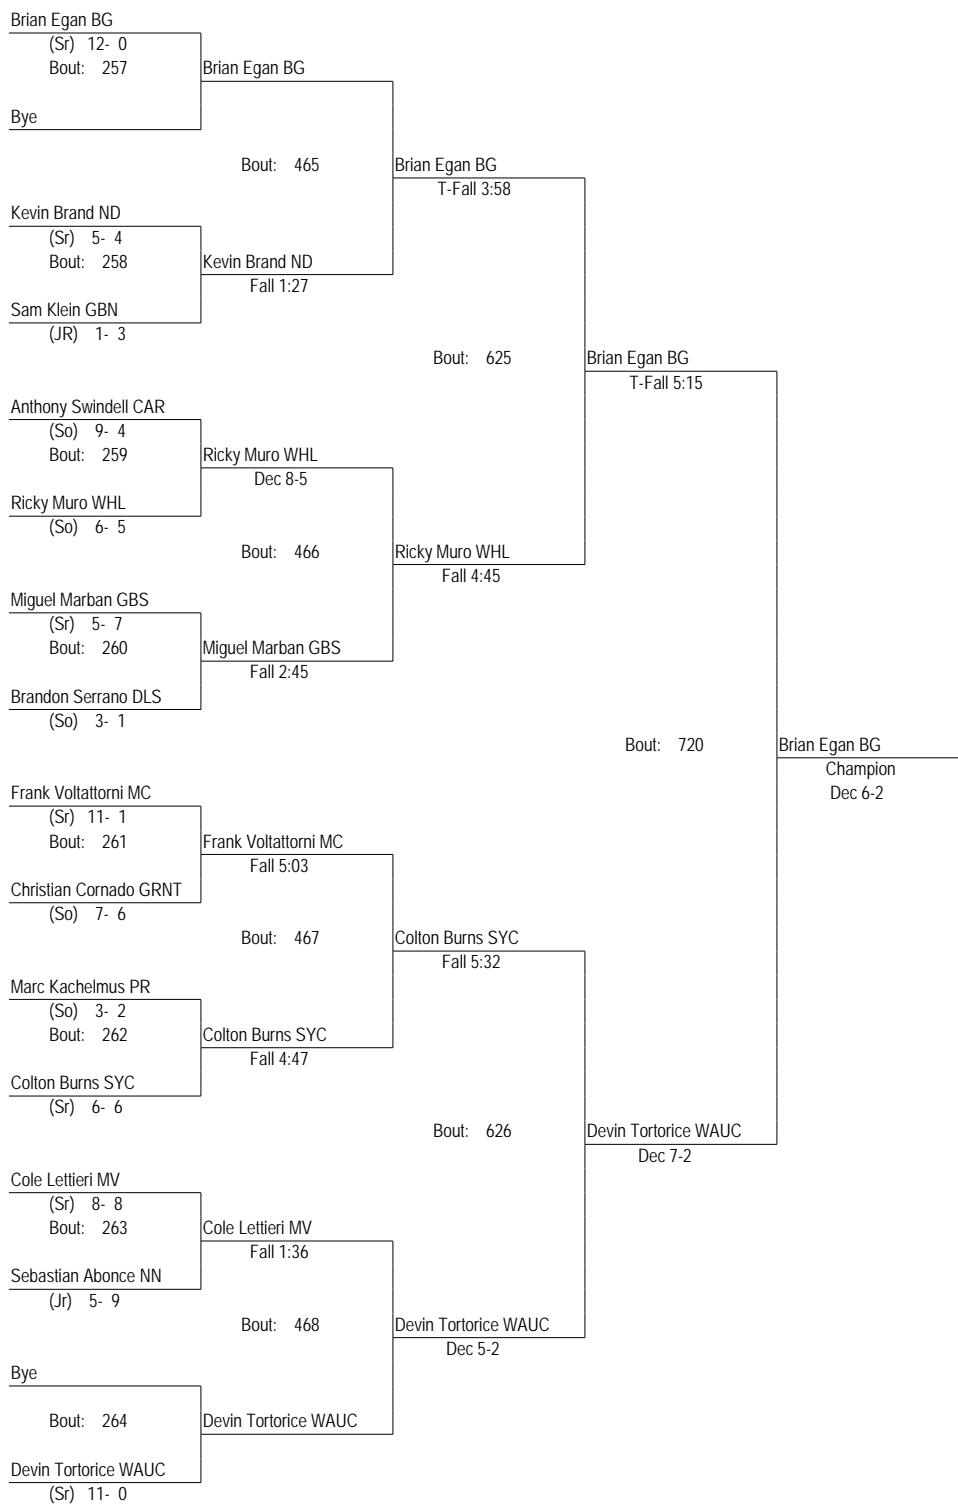 Brian Egan BG
(Sr) 12- 0
Bout: 257
Brian Egan BG
Bye
Bout: 465
Brian Egan BG
T-Fall 3:58
Kevin Brand ND
(Sr) 5- 4
Bout: 258
Kevin Brand ND
Fall 1:27
Sam Klein GBN
(JR) 1- 3
Bout: 625
Brian Egan BG
T-Fall 5:15
Anthony Swindell CAR
(So) 9- 4
Bout: 259
Ricky Muro WHL
Dec 8-5
Ricky Muro WHL
(So) 6- 5
Bout: 466
Ricky Muro WHL
Fall 4:45
Miguel Marban GBS
(Sr) 5- 7
Bout: 260
Miguel Marban GBS
Fall 2:45
Brandon Serrano DLS
(So) 3- 1
Bout: 720
Brian Egan BG
Champion
Dec 6-2
Frank Voltattorni MC
(Sr) 11- 1
Bout: 261
Frank Voltattorni MC
Fall 5:03
Christian Cornado GRNT
(So) 7- 6
Bout: 467
Colton Burns SYC
Fall 5:32
Marc Kachelmus PR
(So) 3- 2
Bout: 262
Colton Burns SYC
Fall 4:47
Colton Burns SYC
(Sr) 6- 6
Bout: 626
Devin Tortorice WAUC
Dec 7-2
Cole Lettieri MV
(Sr) 8- 8
Bout: 263
Cole Lettieri MV
Fall 1:36
Sebastian Abonce NN
(Jr) 5- 9
Bout: 468
Devin Tortorice WAUC
Dec 5-2
Bye
Bout: 264
Devin Tortorice WAUC
Devin Tortorice WAUC
(Sr) 11- 0